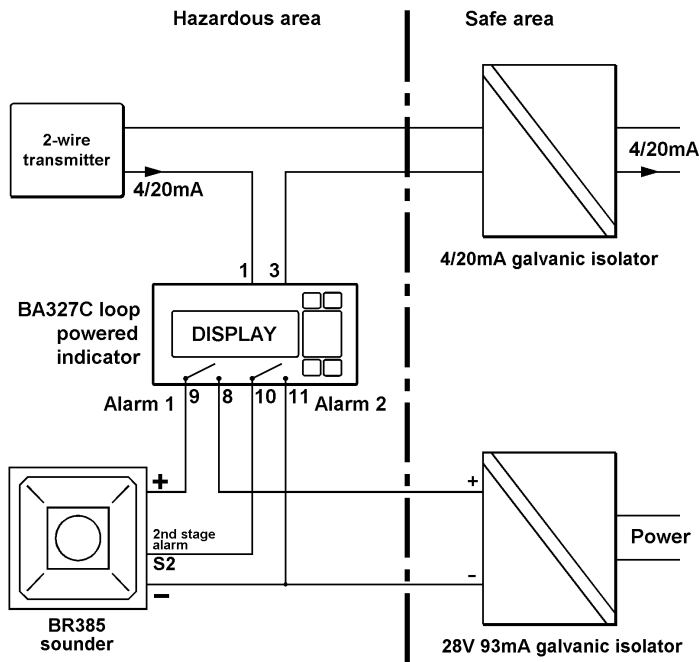 Hazardous area
Safe area
2-wire
transmitter
4/20mA
4/20mA
4/20mA galvanic isolator
1 3
BA327C loop
powered
indicator
DISPLAY
Alarm 1 9 8 10 11 Alarm 2
+
+
2nd stage
alarm
S2
Power
–
–
BR385
sounder
28V 93mA galvanic isolator